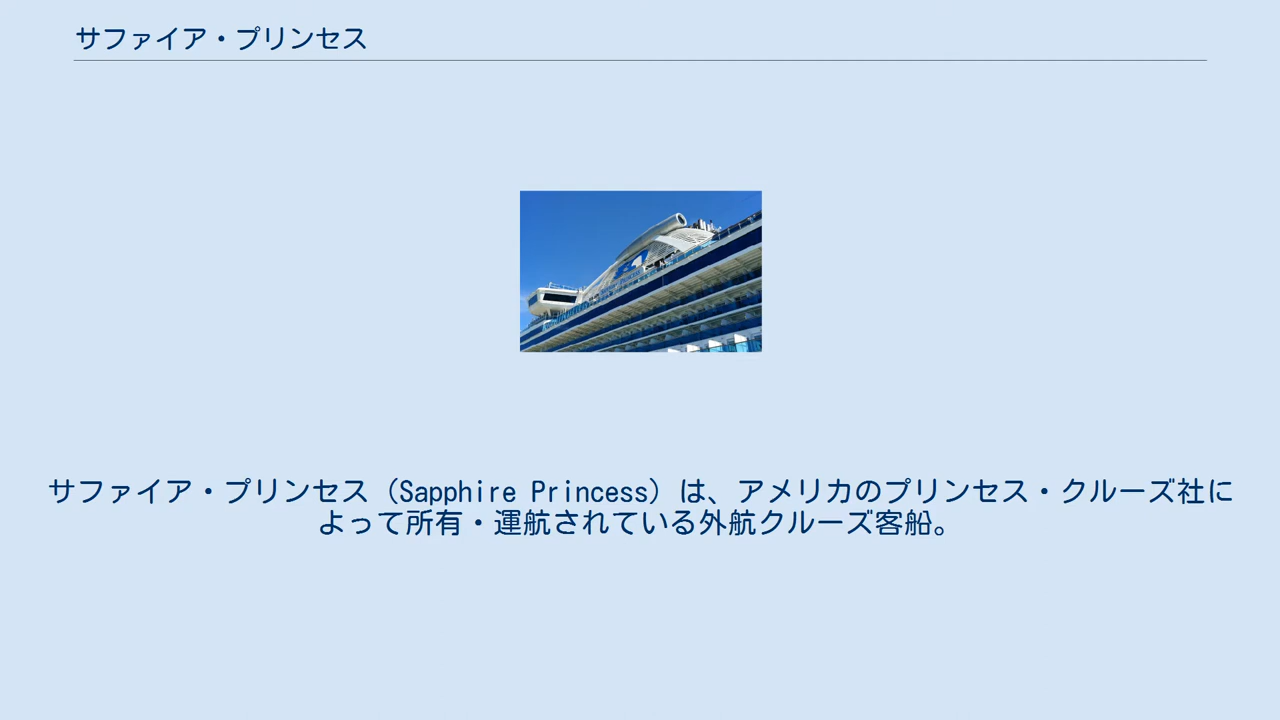 サファイア・プリンセス
サファイア・プリンセス（Sapphire Princess）は、アメリカのプリンセス・クルーズ社に
よって所有・運航されている外航クルーズ客船。